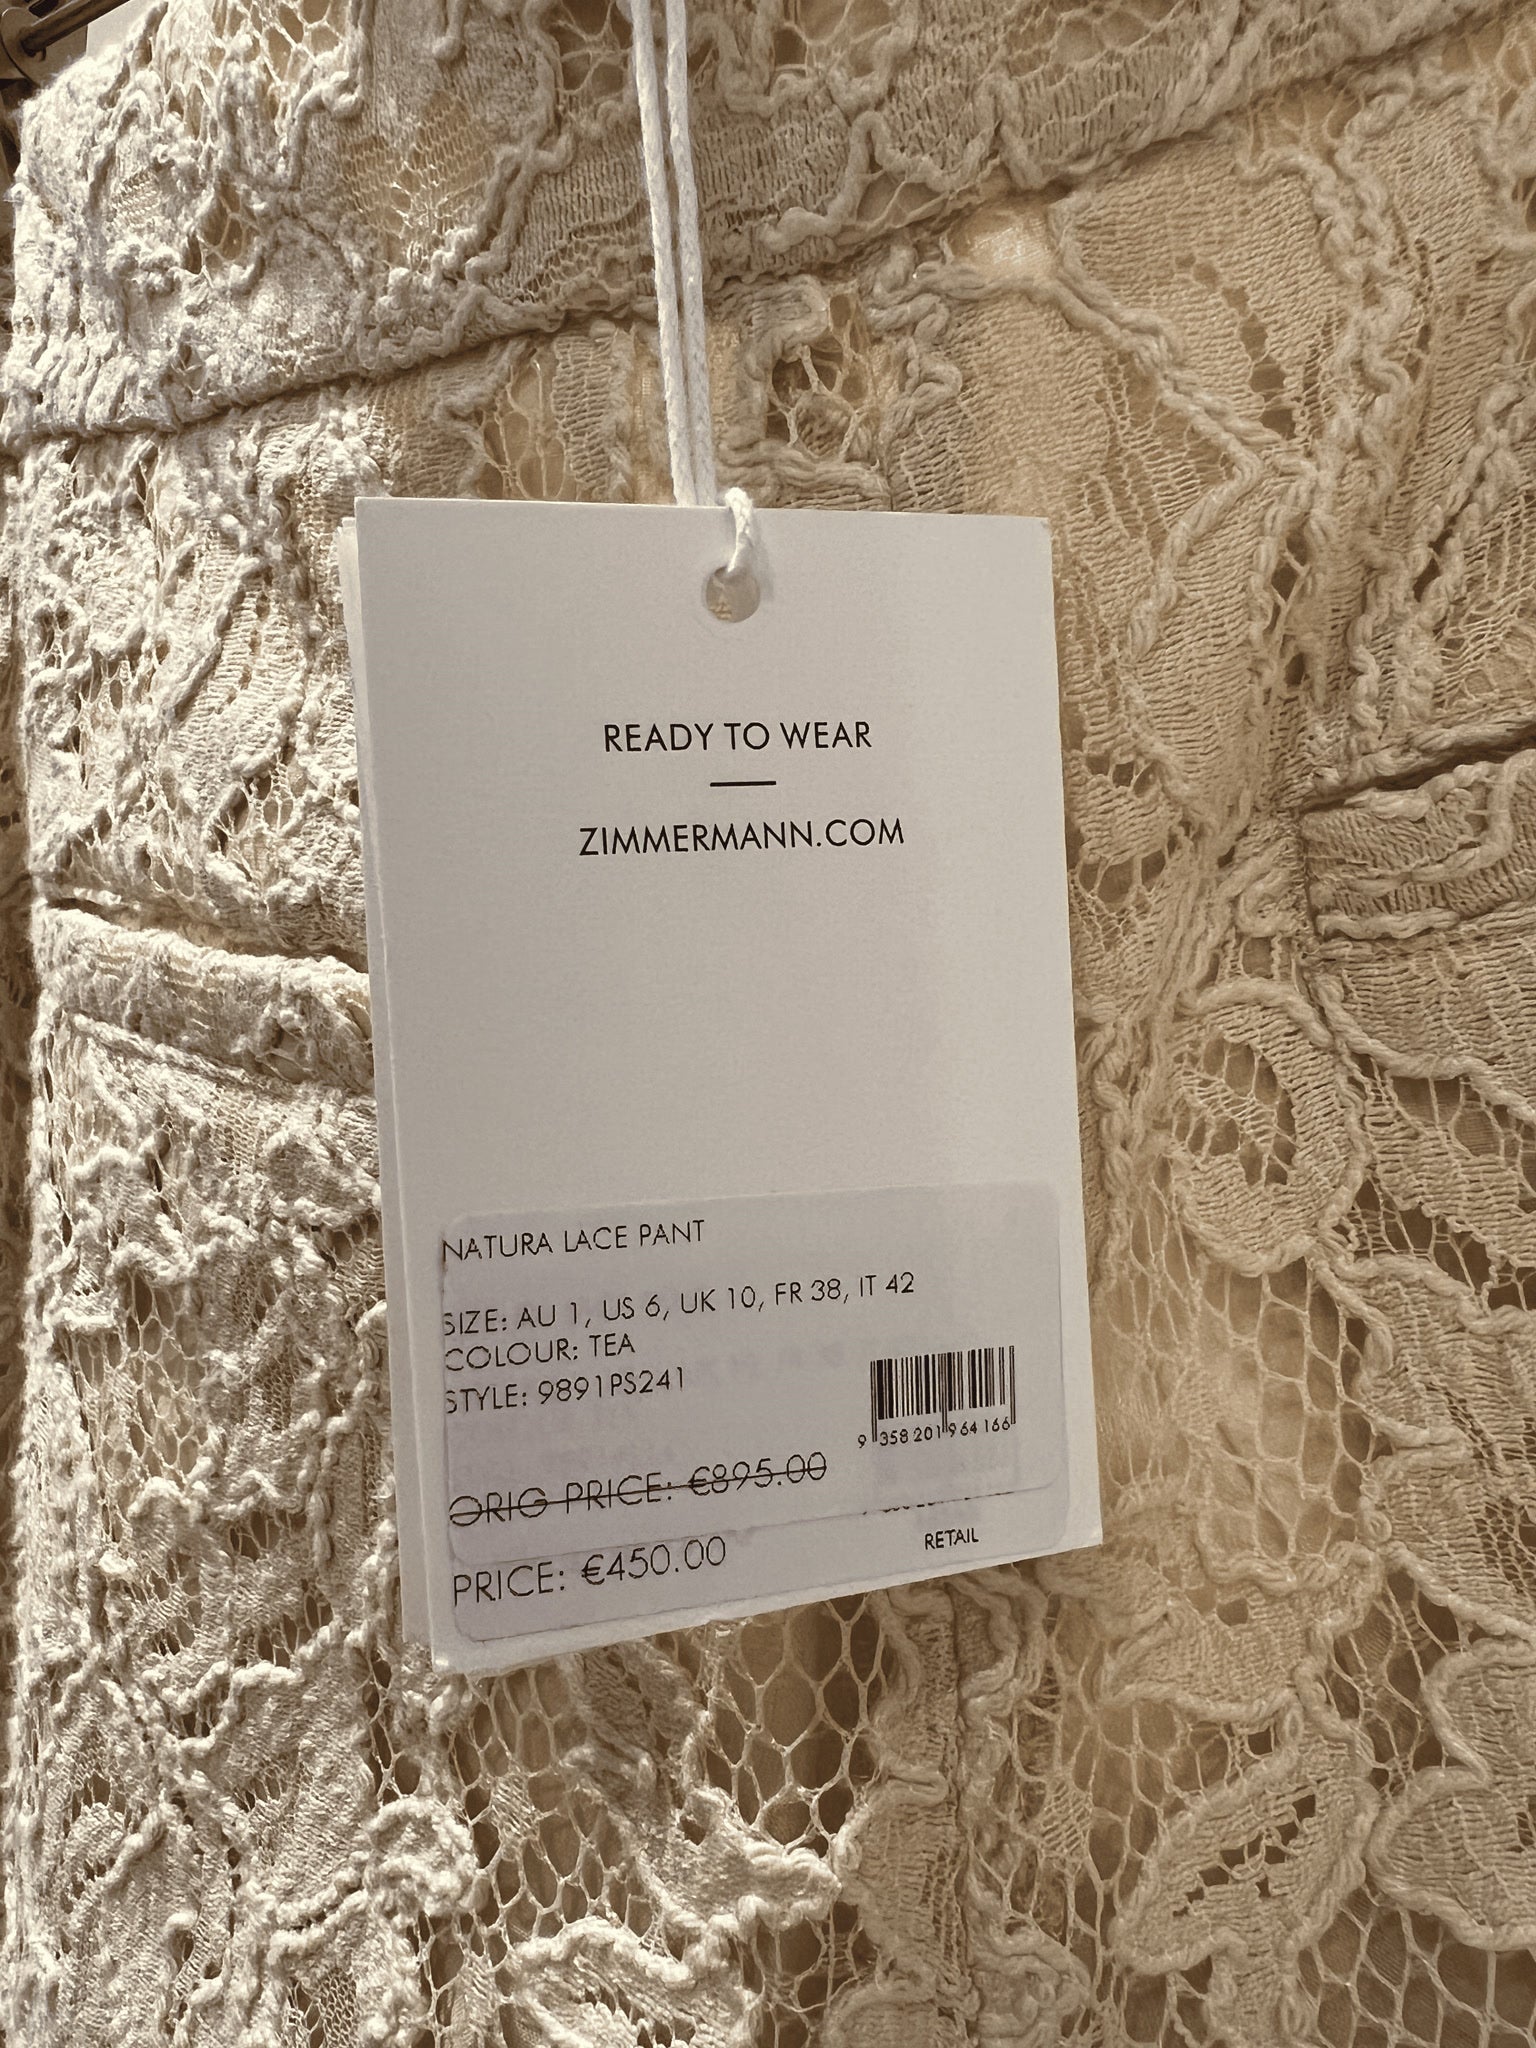 READY TO WEAR
ZIMMERMANN.COM
NATURA LACE PANT
SIZE: AU 1, US 6, UK 10, FR 38, IT 42
COLOUR: TEA
STYLE: 9891PS241
9 358201 964166
ORIG PRICE: €895.00
RETAIL
PRICE: €450.00